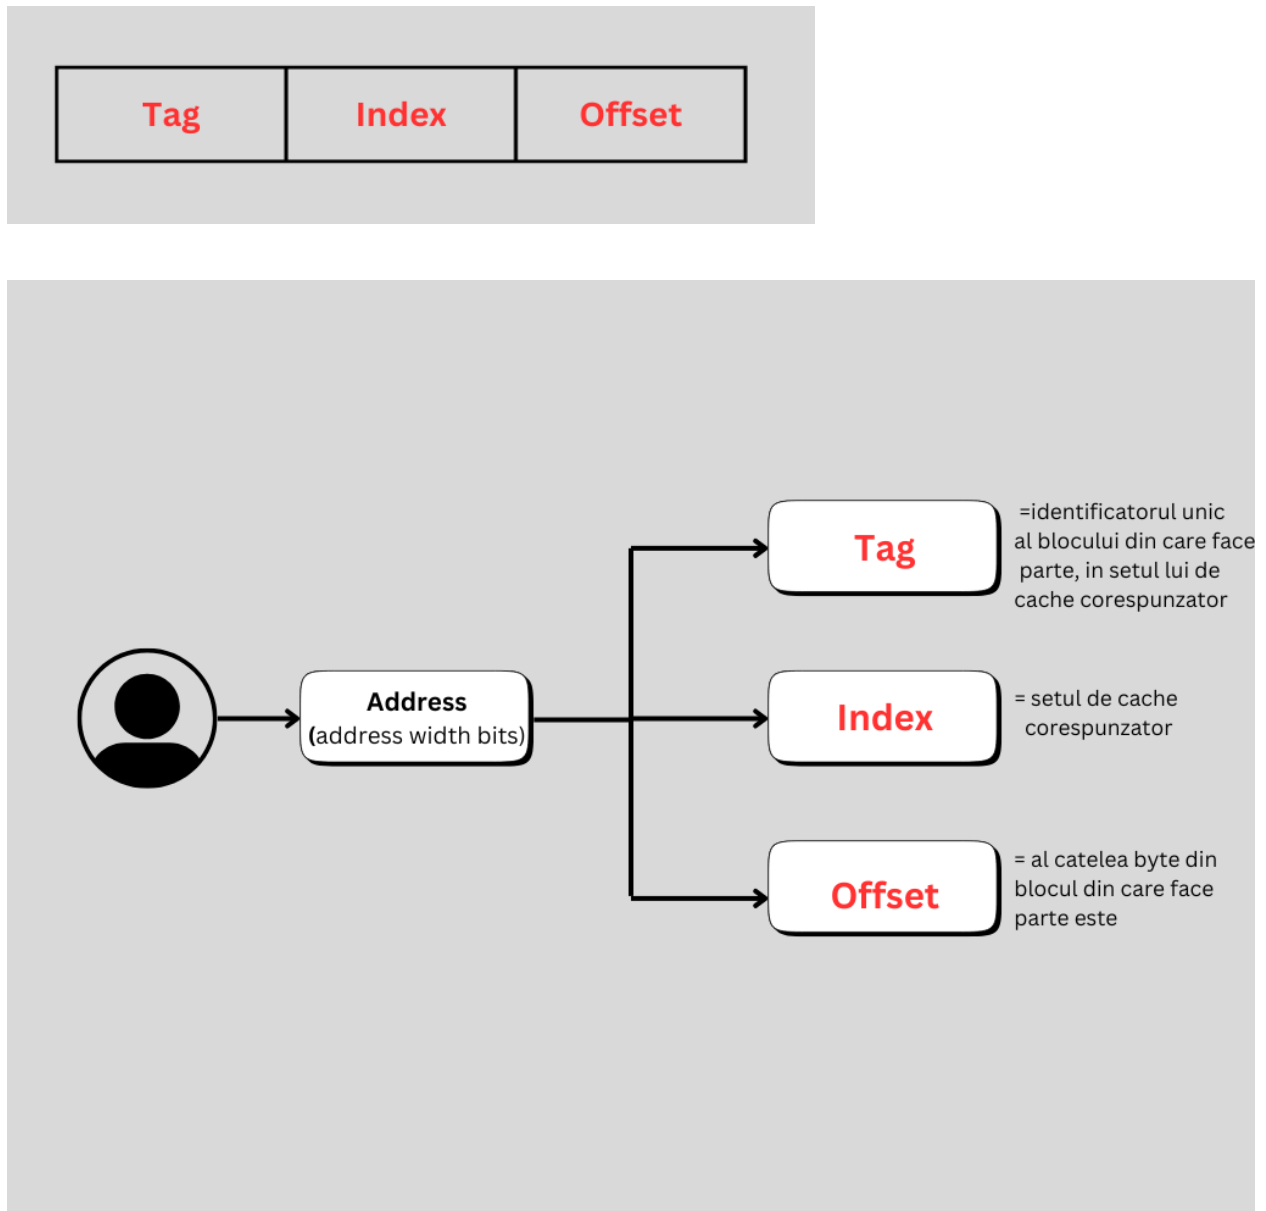 Tag
Index
Offset
Tag
=identificatorul unic
al blocului din care face
parte, in setul lui de
cache corespunzator
Address
(address width bits)
Index
= setul de cache
corespunzator
Offset
= al catelea byte din
blocul din care face
parte este